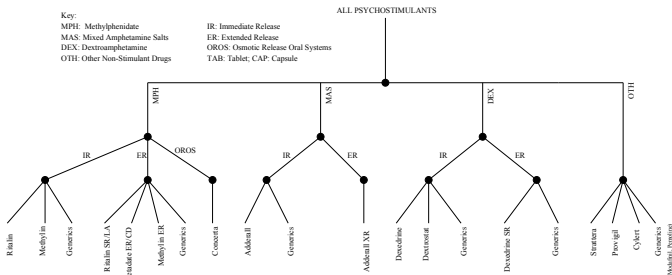 ALL PSYCHOSTIMULANTS
Key:
MPH: Methylphenidate
IR: Immediate Release
MAS: Mixed Amphetamine Salts
ER: Extended Release
DEX: Dextroamphetamine
OROS: Osmotic Release Oral Systems
OTH: Other Non-Stimulant Drugs
TAB: Tablet; CAP: Capsule
MPH
MAS
DEX
OTH
IR
ER
OROS
IR
ER
IR
ER
Ritalin
Methylin
Generics
Ritalin SR/LA
tadate ER/CD
Methylin ER
Generics
Concerta
Adderall
Generics
Adderall XR
Dexedrine
Dextrostat
Generics
Dexedrine SR
Generics
Strattera
Provigil
Cylert
Generics